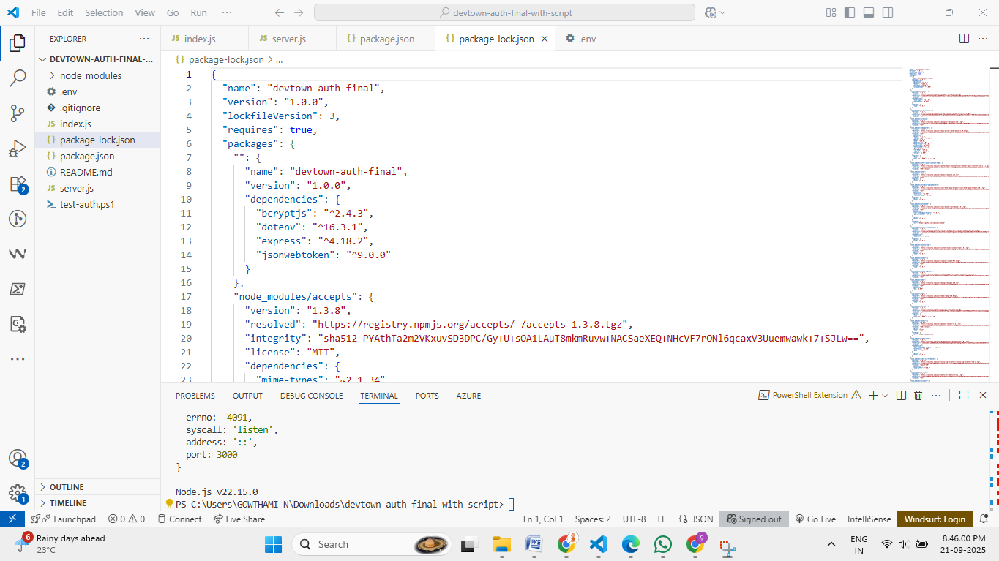 File Edit Selection View Go Run ···
devtown-auth-final-with-script
EXPLORER ···
DEVTOWN-AUTH-FINAL-...
node_modules
.env
.gitignore
JS index.js
{} package-lock.json
{} package.json
README.md
JS server.js
test-auth.ps1
OUTLINE
TIMELINE
2
2
1
JS index.js
JS server.js
{} package.json
{} package-lock.json
.env
{} package-lock.json > ...
1 {
2 "name": "devtown-auth-final",
3 "version": "1.0.0",
4 "lockfileVersion": 3,
5 "requires": true,
6 "packages": {
7 "": {
8 "name": "devtown-auth-final",
9 "version": "1.0.0",
10 "dependencies": {
11 "bcryptjs": "^2.4.3",
12 "dotenv": "^16.3.1",
13 "express": "^4.18.2",
14 "jsonwebtoken": "^9.0.0"
15 }
16 },
17 "node_modules/accepts": {
18 "version": "1.3.8",
19 "resolved": "https://registry.npmjs.org/accepts/-/accepts-1.3.8.tgz",
20 "integrity": "sha512-PYAthTa2m2VKxuvSD3DPC/Gy+U+sOA1LAuT8mkmRuvw+NACSaeXEQ+NHcVF7rONl6qcaxV3Uuemwawk+7+SJLw==",
21 "license": "MIT",
22 "dependencies": {
23 "mime-types": "~2.1.34"
PROBLEMS OUTPUT DEBUG CONSOLE TERMINAL PORTS AZURE
PowerShell Extension
errno: -4091,
syscall: 'listen',
address: '::',
port: 3000
}
Node.js v22.15.0
PS C:\Users\GOWTHAMI N\Downloads\devtown-auth-final-with-script>
Launchpad 0 0 Connect Live Share
Ln 1, Col 1 Spaces: 2 UTF-8 LF {} JSON Signed out Go Live IntelliSense Windsurf: Login
6
Rainy days ahead
23°C
Search
9
ENG
IN
8.46.00 PM
21-09-2025